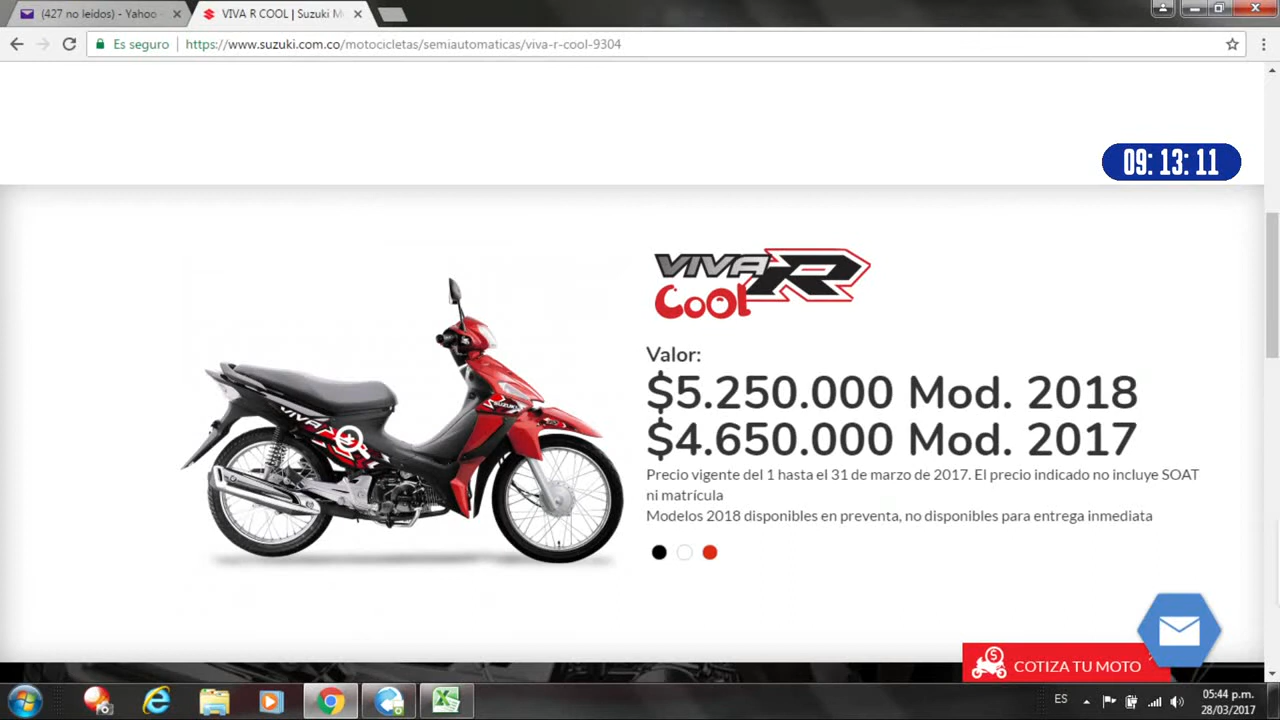 (427 no leidos) - Yahoo
VIVA R COOL | Suzuki M
Es seguro
https://www.suzuki.com.co/motocicletas/semiautomaticas/viva-r-cool-9304
09: 13: 11
VIVA R
Cool
Valor:
$5.250.000 Mod. 2018
$4.650.000 Mod. 2017
Precio vigente del 1 hasta el 31 de marzo de 2017. El precio indicado no incluye SOAT
ni matrícula
Modelos 2018 disponibles en preventa, no disponibles para entrega inmediata
SUZUKI
VIVA R
COTIZA TU MOTO
ES
05:44 p.m.
28/03/2017